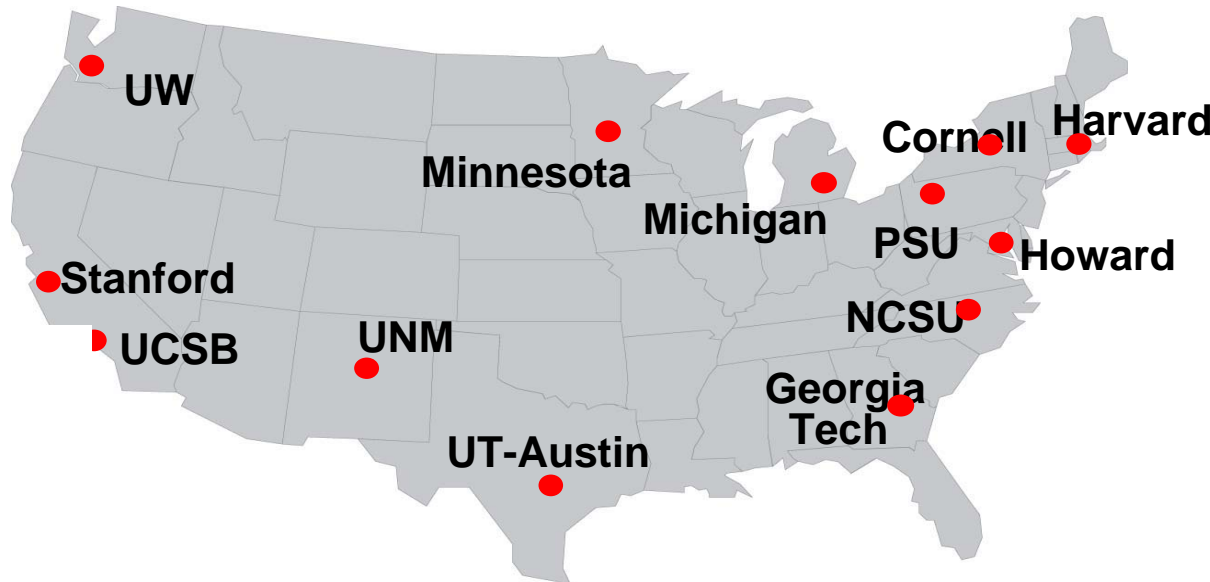 UW
Harvard
Cornell
Minnesota
Michigan
PSU
Howard
Stanford
NCSU
UNM
UCSB
Georgia
Tech
UT-Austin